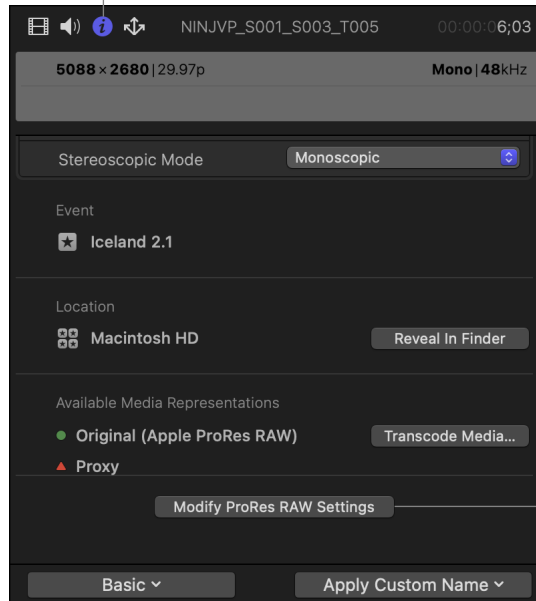 NINJVP_S001_S003_T005 00:00:06;03
5088 × 2680 | 29.97p Mono | 48kHz
Stereoscopic Mode Monoscopic
Event
Iceland 2.1
Location
Macintosh HD Reveal In Finder
Available Media Representations
Original (Apple ProRes RAW) Transcode Media...
Proxy
Modify ProRes RAW Settings
Basic Apply Custom Name